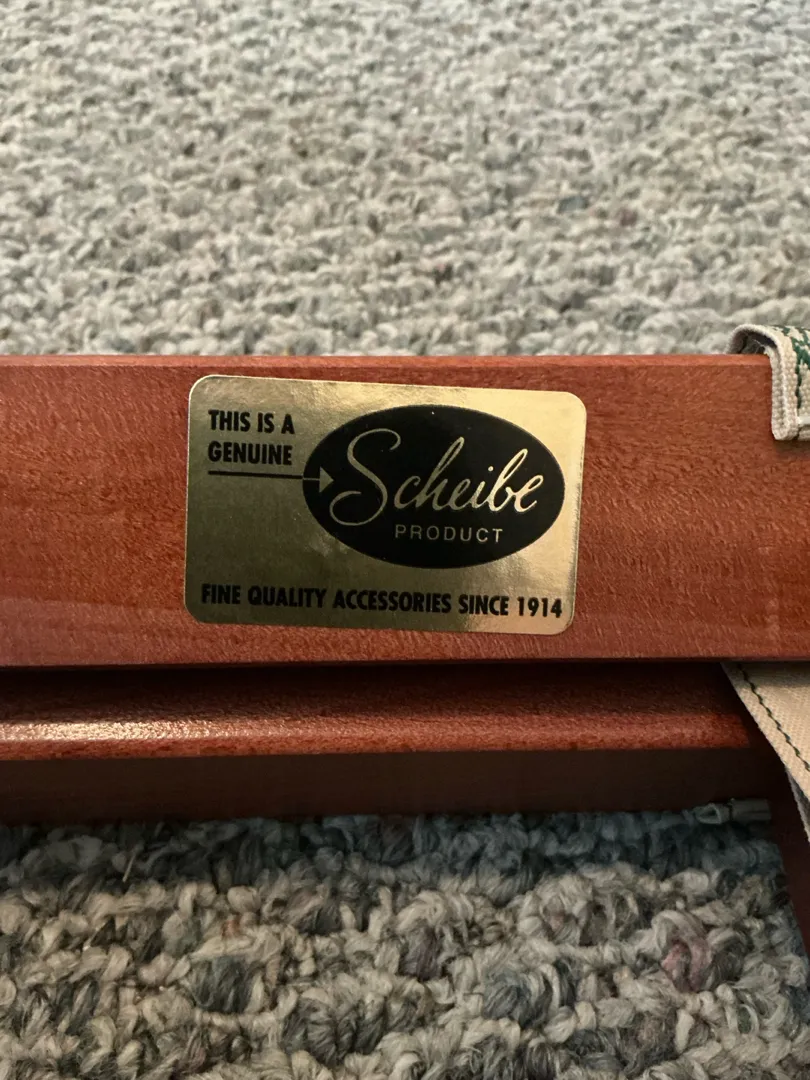 THIS IS A
GENUINE
Scheibe
PRODUCT
FINE QUALITY ACCESSORIES SINCE 1914